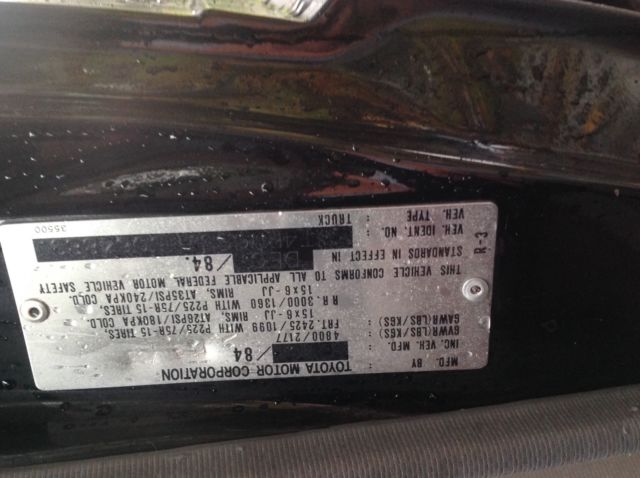 MFD. BY : TOYOTA MOTOR CORPORATION
INC. VEH. MFD. : /84
GVWR(LBS/KGS) : 4800/2177
GAWR(LBS/KGS) : FRT.2425/1099 WITH P225/75R-15 TIRES,
15X6-JJ RIMS, AT26PSI/180KPA COLD.
RR.3000/1360 WITH P225/75R-15 TIRES,
15X6-JJ RIMS, AT35PSI/240KPA COLD.
THIS VEHICLE CONFORMS TO ALL APPLICABLE FEDERAL MOTOR VEHICLE SAFETY
STANDARDS IN EFFECT IN /84.
VEH. IDENT. NO. :
VEH. TYPE : TRUCK
R-3
35500